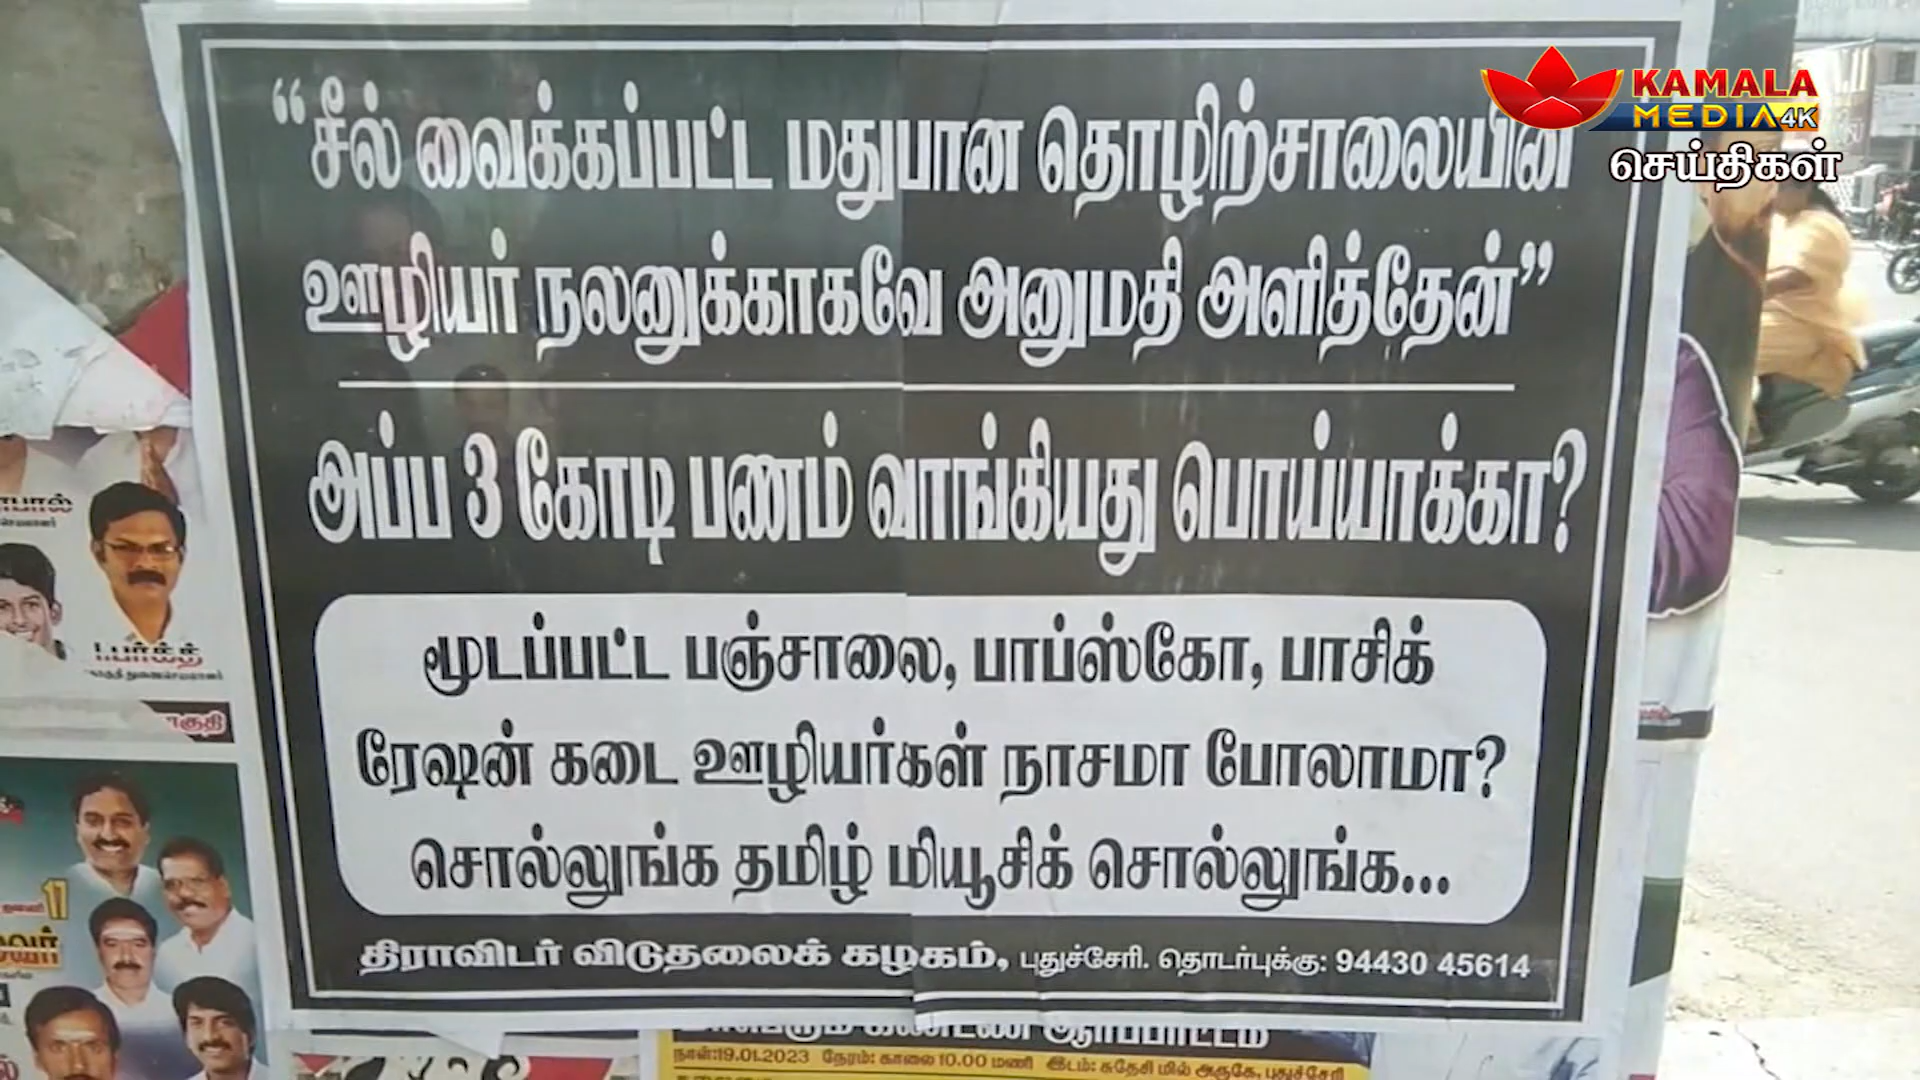 KAMALA
MEDIA 4K
செய்திகள்
“சீல் வைக்கப்பட்ட மதுபான தொழிற்சாலையின்
ஊழியர் நலனுக்காகவே அனுமதி அளித்தேன்”
அப்ப 3 கோடி பணம் வாங்கியது பொய்யாக்கா?
மூடப்பட்ட பஞ்சாலை, பாப்ஸ்கோ, பாசிக்
ரேஷன் கடை ஊழியர்கள் நாசமா போலாமா?
சொல்லுங்க தமிழ் மியூசிக் சொல்லுங்க...
திராவிடர் விடுதலைக் கழகம், புதுச்சேரி. தொடர்புக்கு: 94430 45614
நாள்:19.01.2023 நேரம்: காலை 10.00 மணி இடம்: சுதேசி மில் அருகே, புதுச்சேரி
17